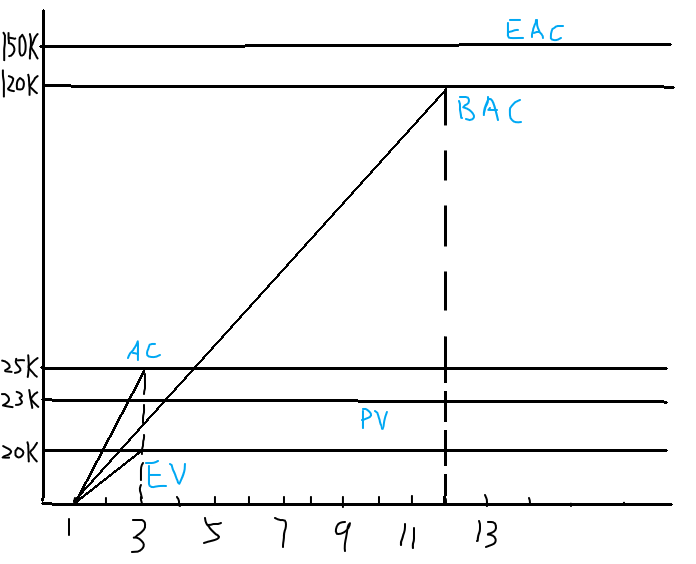 150K EAC
120K BAC
25K AC
23K PV
20K EV
1 3 5 7 9 11 13